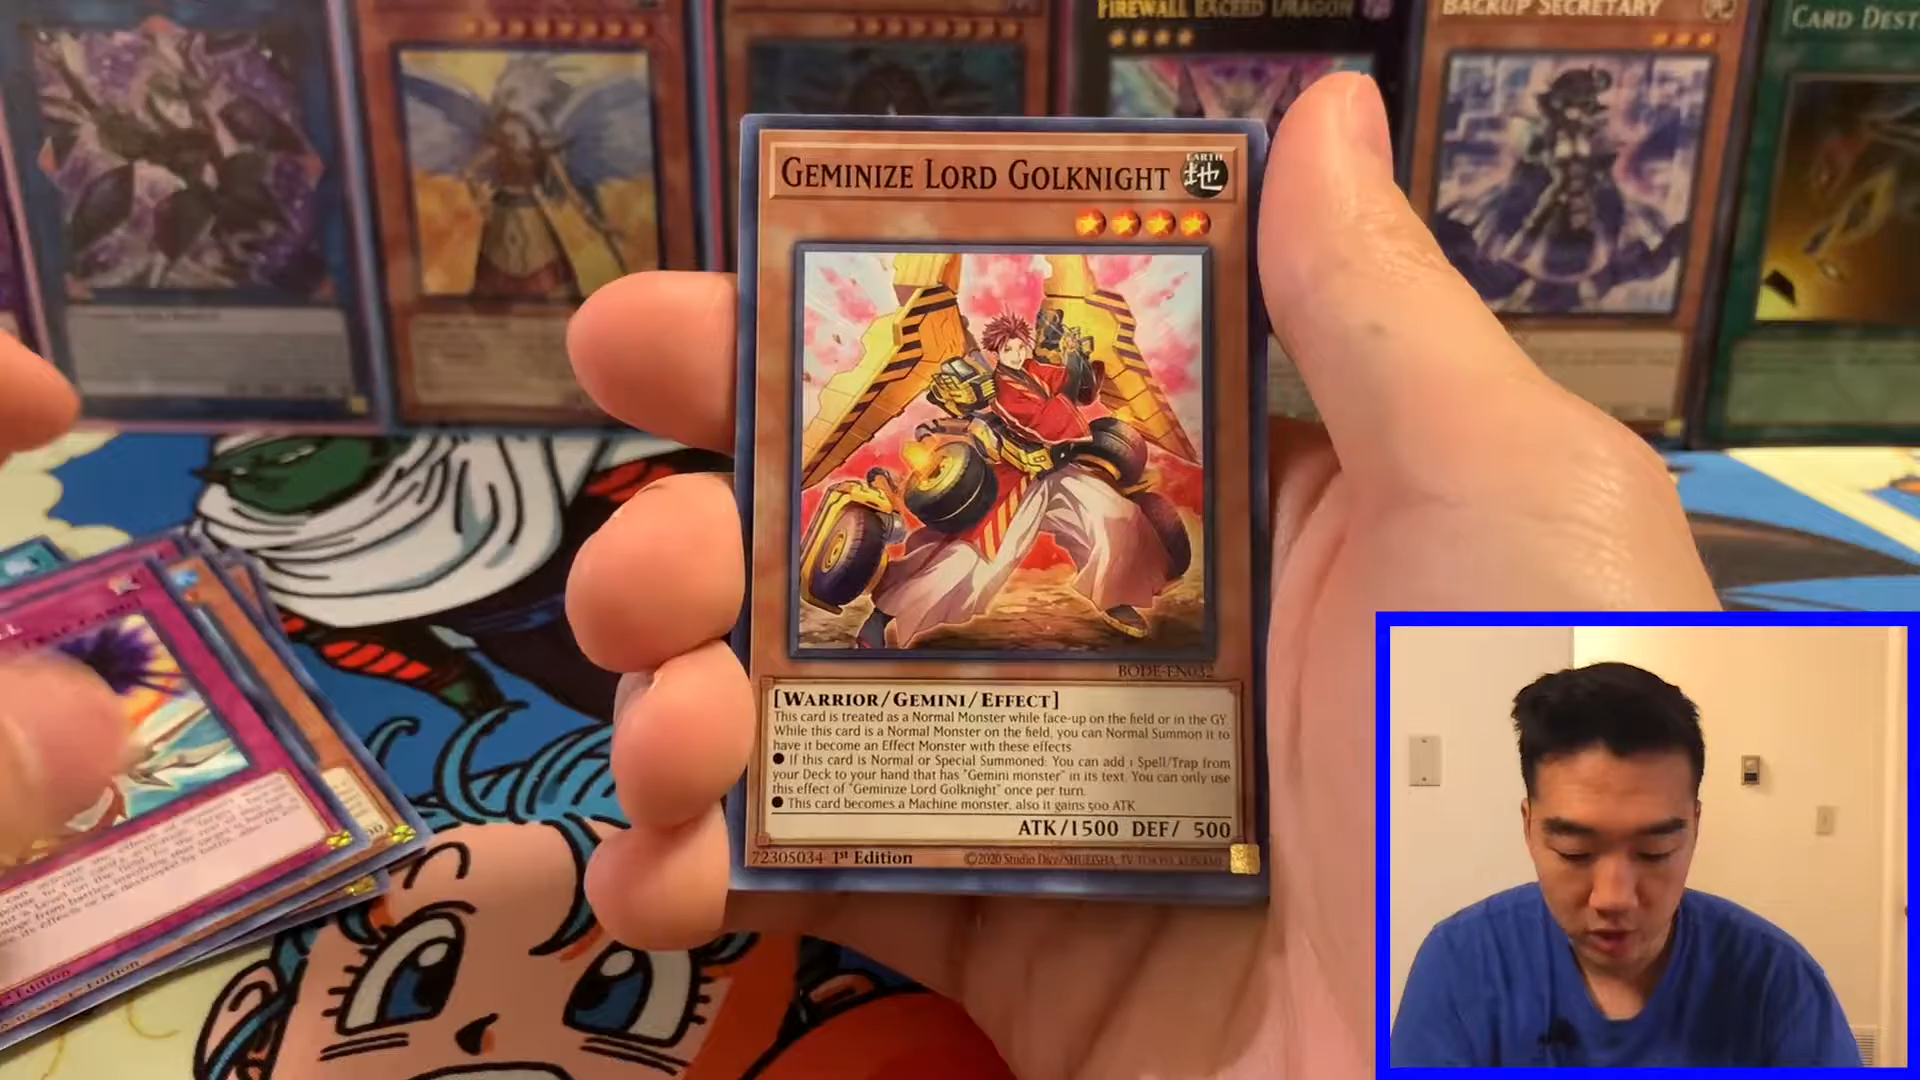 FIREWALL EXCEED DRAGON
BACKUP SECRETARY
CARD DEST
GEMINIZE LORD GOLKNIGHT
EARTH
地
BODE-EN032
[WARRIOR/GEMINI/EFFECT]
This card is treated as a Normal Monster while face-up on the field or in the GY.
While this card is a Normal Monster on the field, you can Normal Summon it to
have it become an Effect Monster with these effects
● If this card is Normal or Special Summoned: You can add 1 Spell/Trap from
your Deck to your hand that has "Gemini monster" in its text. You can only use
this effect of "Geminize Lord Golknight" once per turn.
● This card becomes a Machine monster, also it gains 500 ATK
ATK/1500 DEF/ 500
72305034 1st Edition
©2020 Studio Dice/SHUEISHA, TV TOKYO, KONAMI
Edition
Edition